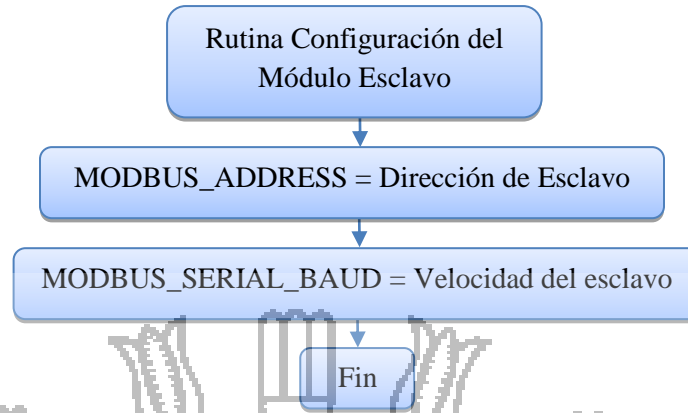 Rutina Configuración del
Módulo Esclavo
MODBUS_ADDRESS = Dirección de Esclavo
MODBUS_SERIAL_BAUD = Velocidad del esclavo
Fin